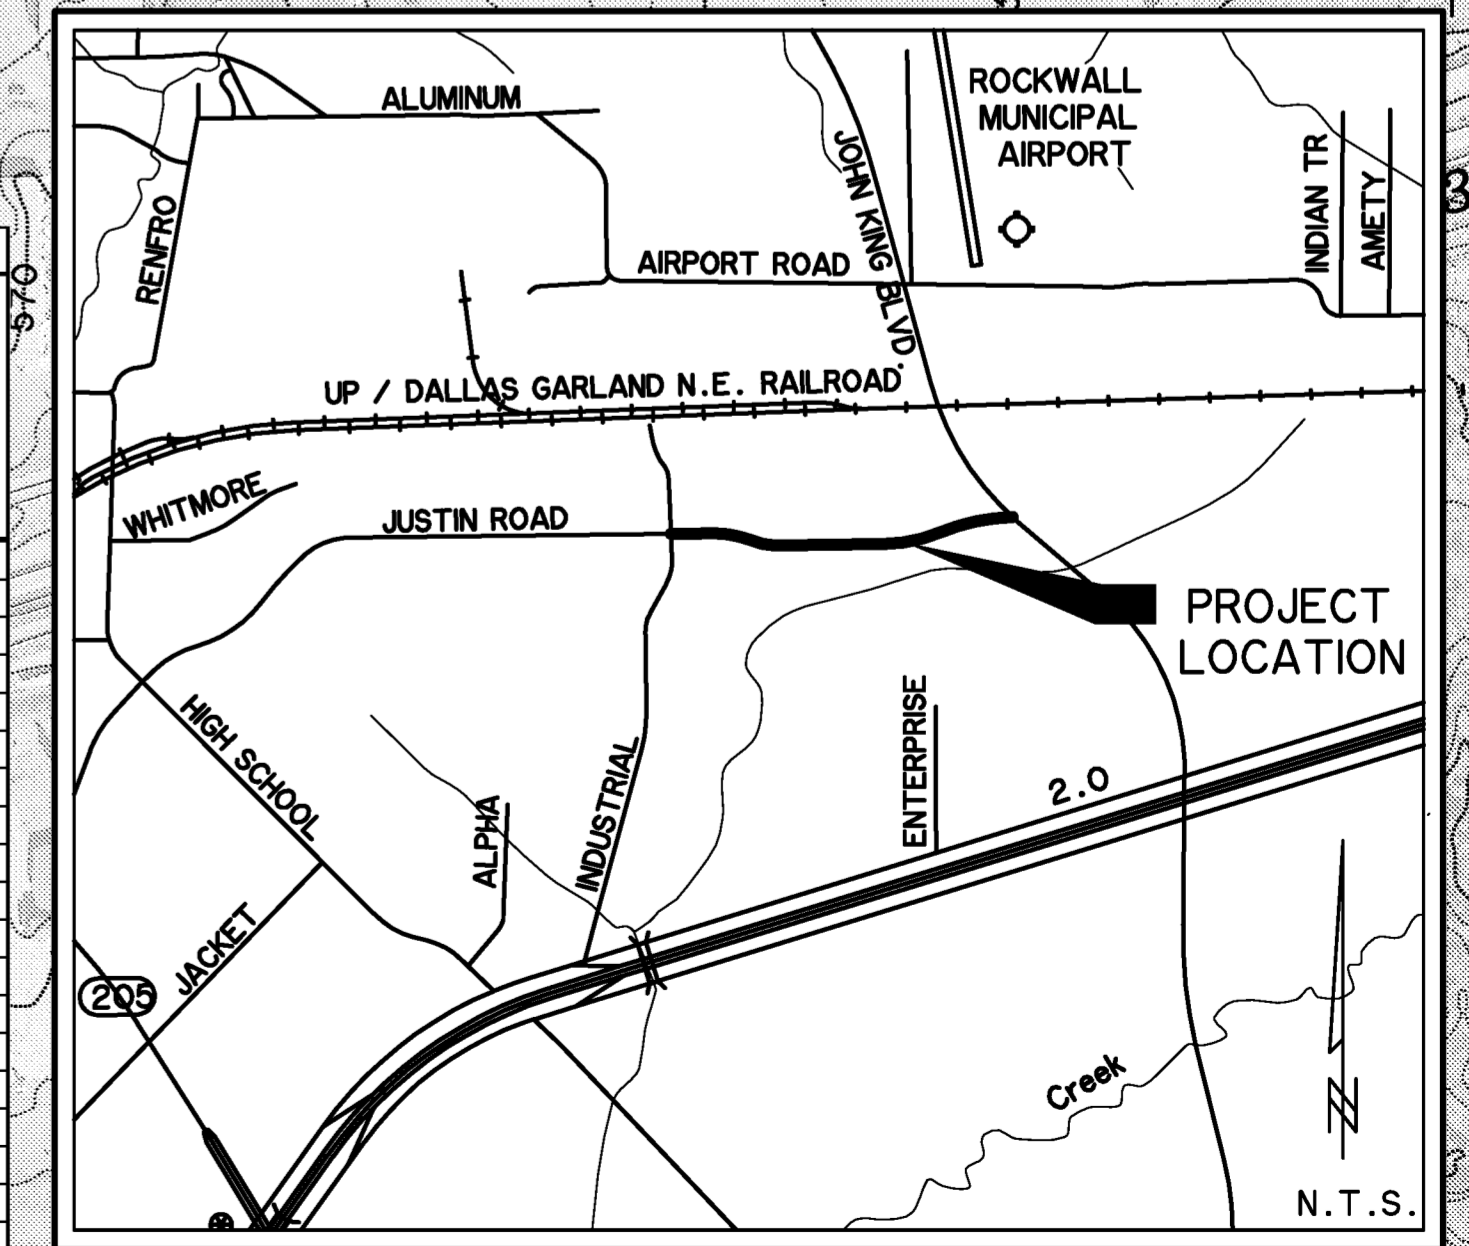 ALUMINUM
ROCKWALL
MUNICIPAL
AIRPORT
JOHN KING BLVD.
INDIAN TR
AMETY
RENFRO
AIRPORT ROAD
570
UP / DALLAS GARLAND N.E. RAILROAD
WHITMORE
JUSTIN ROAD
PROJECT
LOCATION
HIGH SCHOOL
ENTERPRISE
INDUSTRIAL
ALPHA
2.0
JACKET
205
Creek
N
N.T.S.